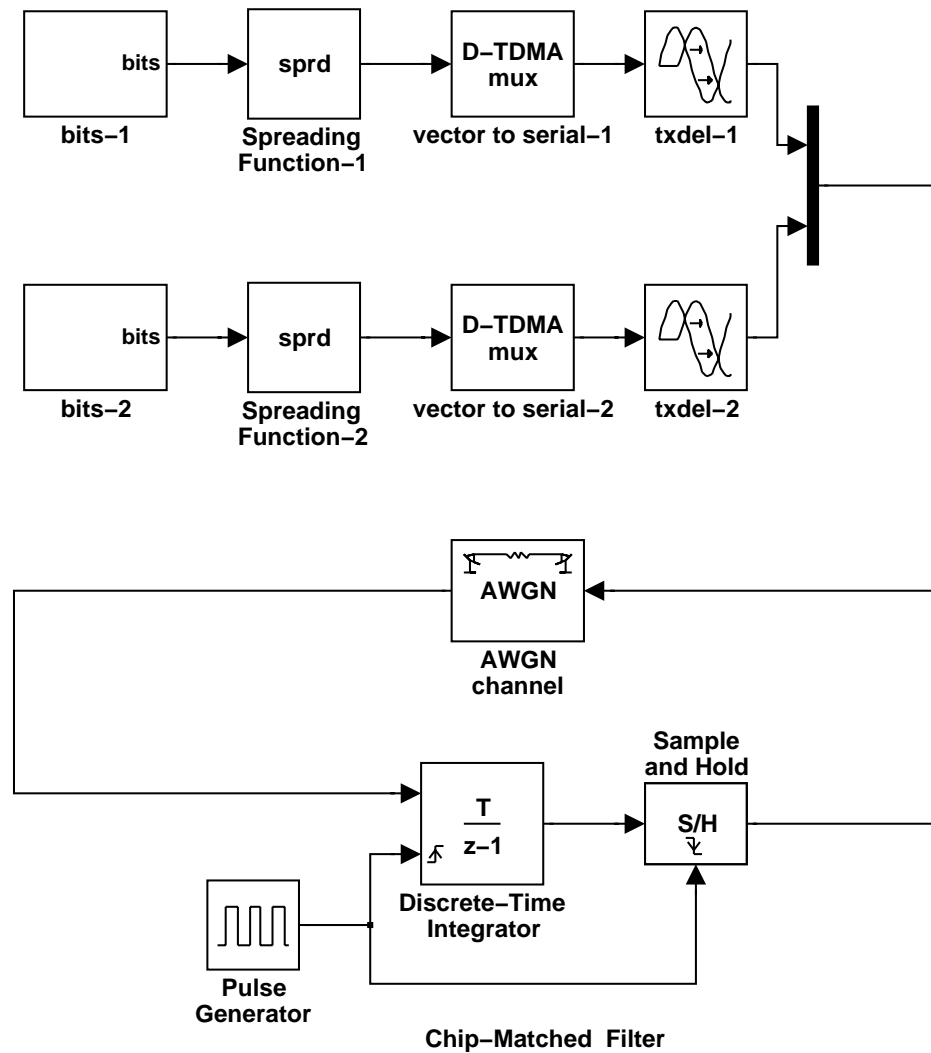 bits
sprd
D−TDMA
mux
bits−1
Spreading
Function−1
vector to serial−1
txdel−1
bits
sprd
D−TDMA
mux
bits−2
Spreading
Function−2
vector to serial−2
txdel−2
AWGN
AWGN
channel
Sample
and Hold
T
z−1
S/H
Discrete−Time
Integrator
Pulse
Generator
Chip−Matched Filter